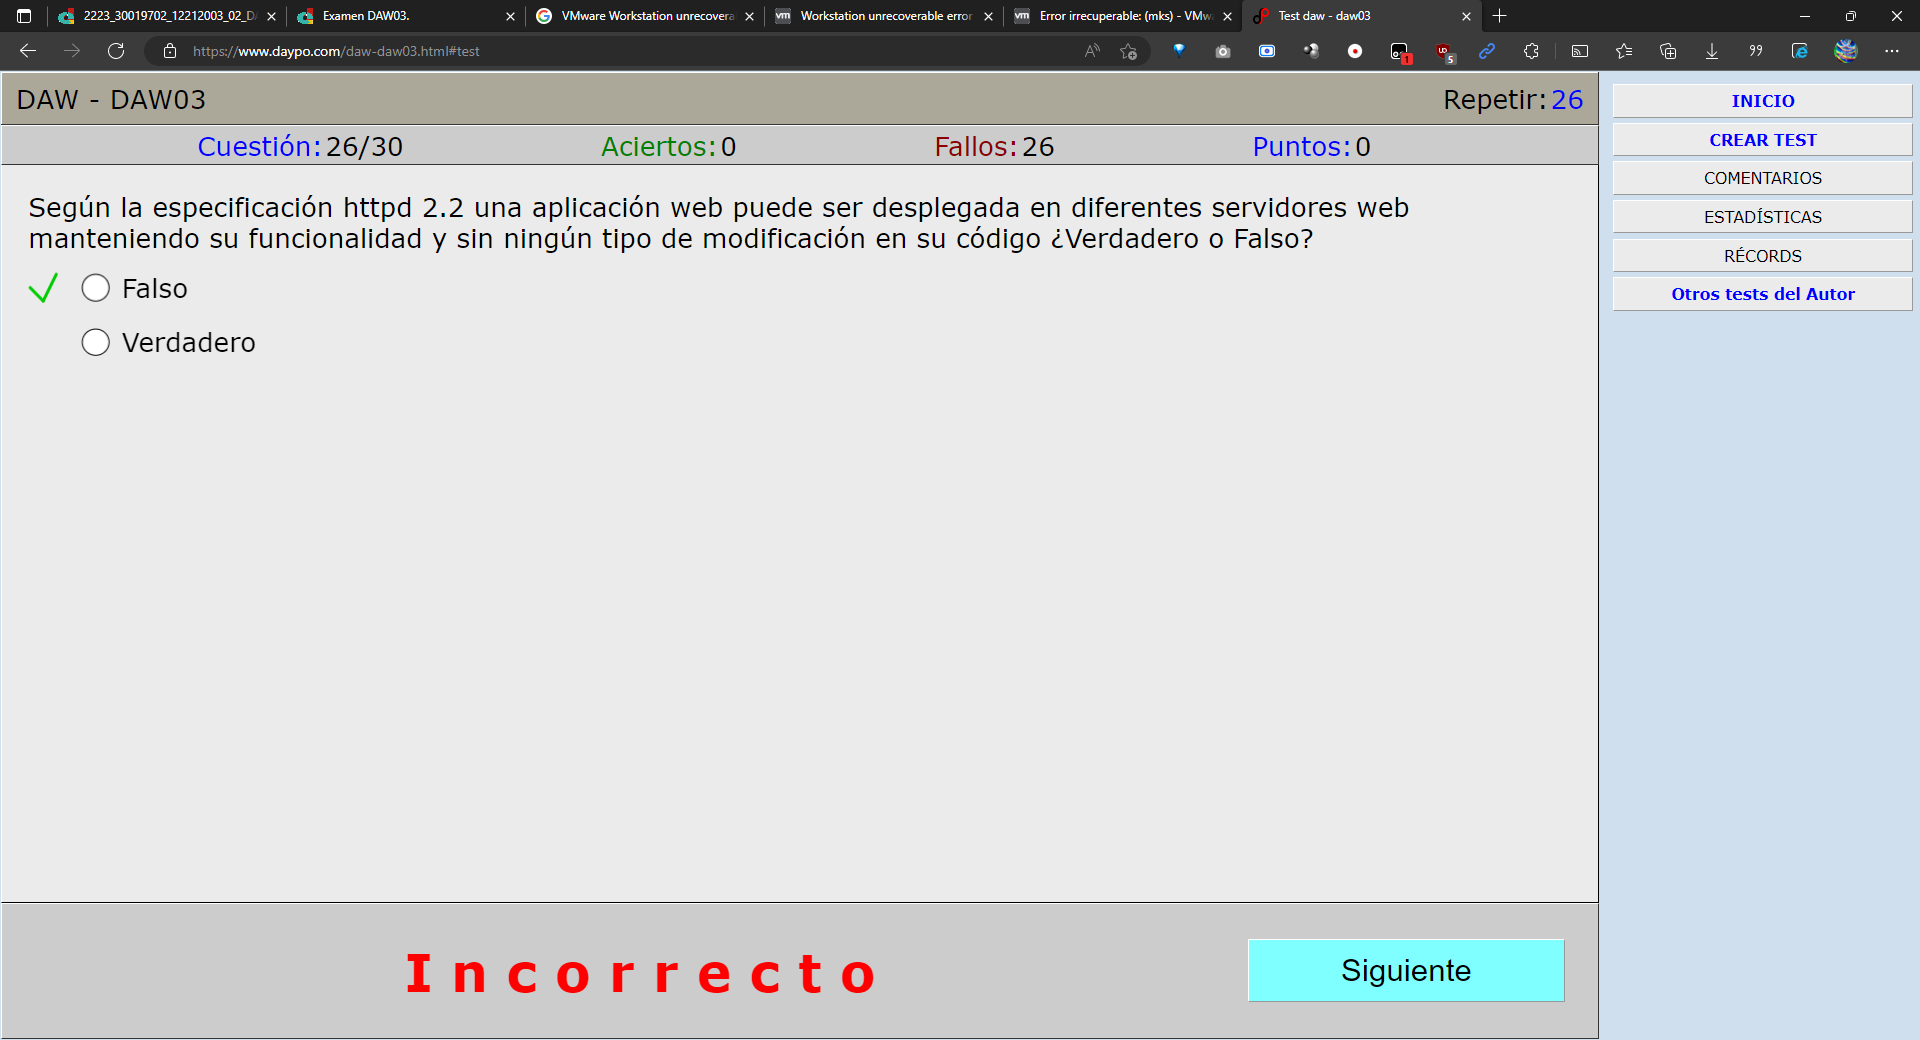 2223_30019702_12212003_02_D
Examen DAW03.
VMware Workstation unrecovera
Workstation unrecoverable error
Error irrecuperable: (mks) - VMw
Test daw - daw03
https://www.daypo.com/daw-daw03.html#test
1
5
DAW - DAW03
Repetir:26
Cuestión:26/30
Aciertos:0
Fallos:26
Puntos:0
Según la especificación httpd 2.2 una aplicación web puede ser desplegada en diferentes servidores web
manteniendo su funcionalidad y sin ningún tipo de modificación en su código ¿Verdadero o Falso?
Falso
Verdadero
Incorrecto
Siguiente
INICIO
CREAR TEST
COMENTARIOS
ESTADÍSTICAS
RÉCORDS
Otros tests del Autor